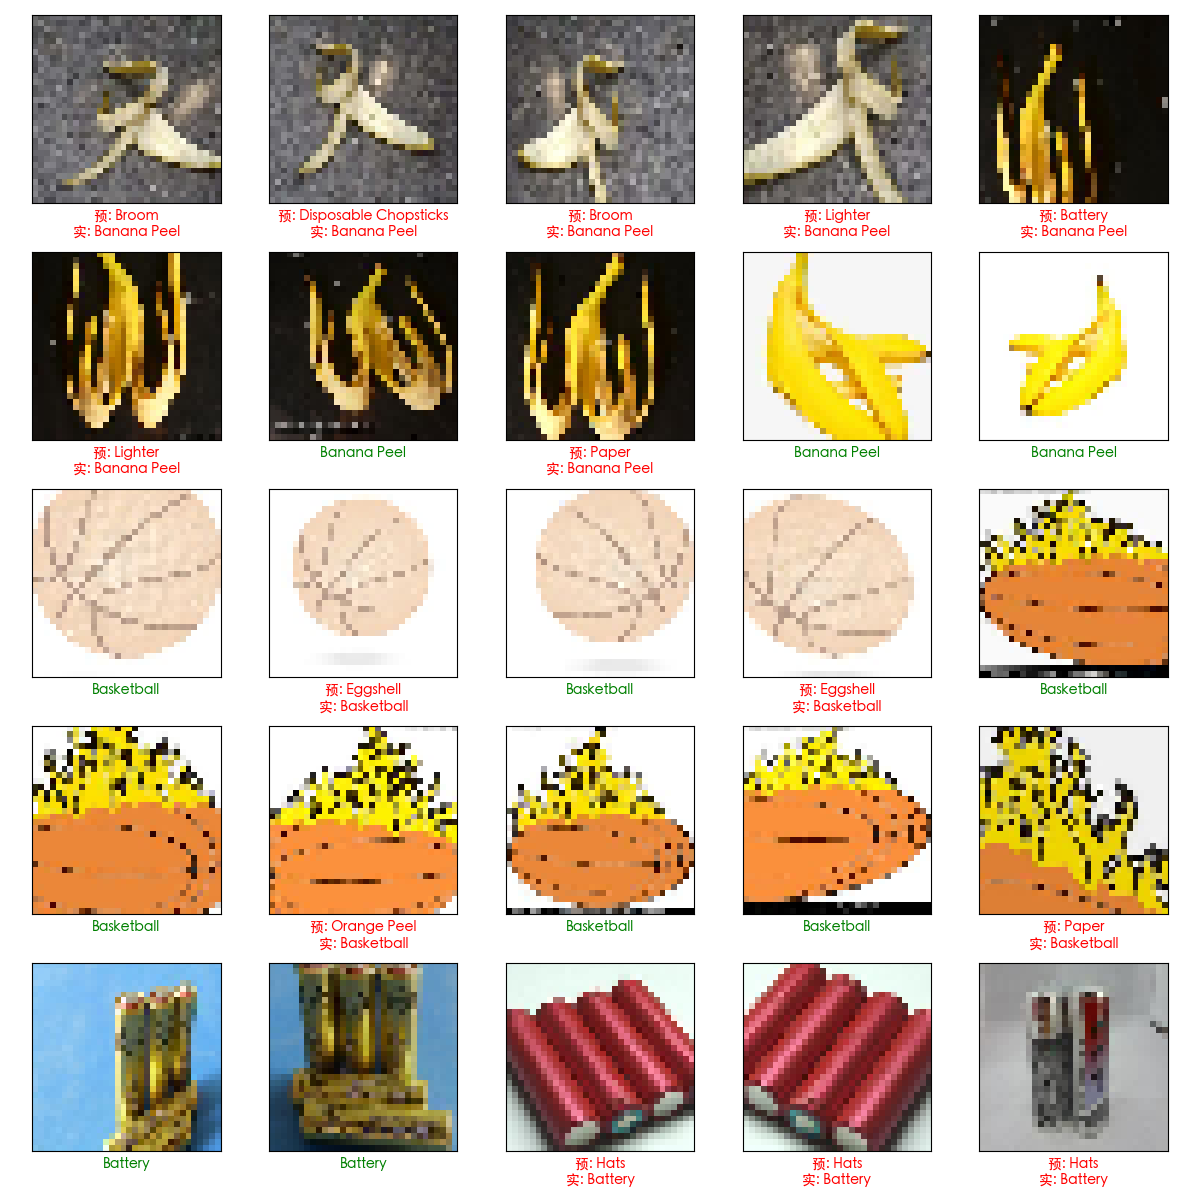 预: Broom
实: Banana Peel
预: Disposable Chopsticks
实: Banana Peel
预: Broom
实: Banana Peel
预: Lighter
实: Banana Peel
预: Battery
实: Banana Peel
预: Lighter
实: Banana Peel
Banana Peel
预: Paper
实: Banana Peel
Banana Peel
Banana Peel
Basketball
预: Eggshell
实: Basketball
Basketball
预: Eggshell
实: Basketball
Basketball
Basketball
预: Orange Peel
实: Basketball
Basketball
Basketball
预: Paper
实: Basketball
Battery
Battery
预: Hats
实: Battery
预: Hats
实: Battery
预: Hats
实: Battery